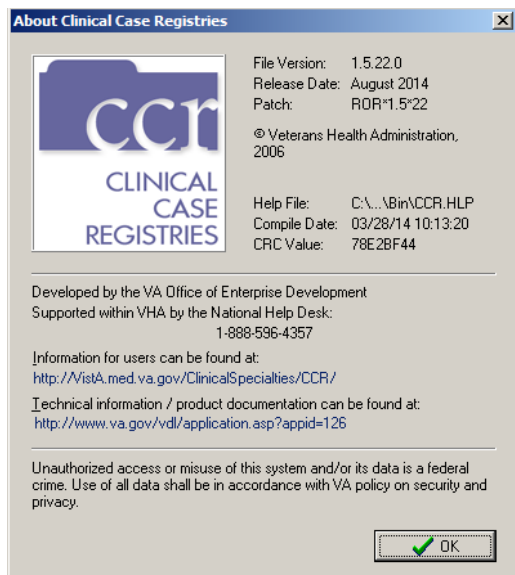 About Clinical Case Registries
ccr
CLINICAL
CASE
REGISTRIES
File Version: 1.5.22.0
Release Date: August 2014
Patch: ROR*1.5*22
© Veterans Health Administration,
2006
Help File: C:\...\Bin\CCR.HLP
Compile Date: 03/28/14 10:13:20
CRC Value: 78E2BF44
Developed by the VA Office of Enterprise Development
Supported within VHA by the National Help Desk:
1-888-596-4357
Information for users can be found at:
http://VistA.med.va.gov/ClinicalSpecialties/CCR/
Technical information / product documentation can be found at:
http://www.va.gov/vdl/application.asp?appid=126
Unauthorized access or misuse of this system and/or its data is a federal
crime. Use of all data shall be in accordance with VA policy on security and
privacy.
OK